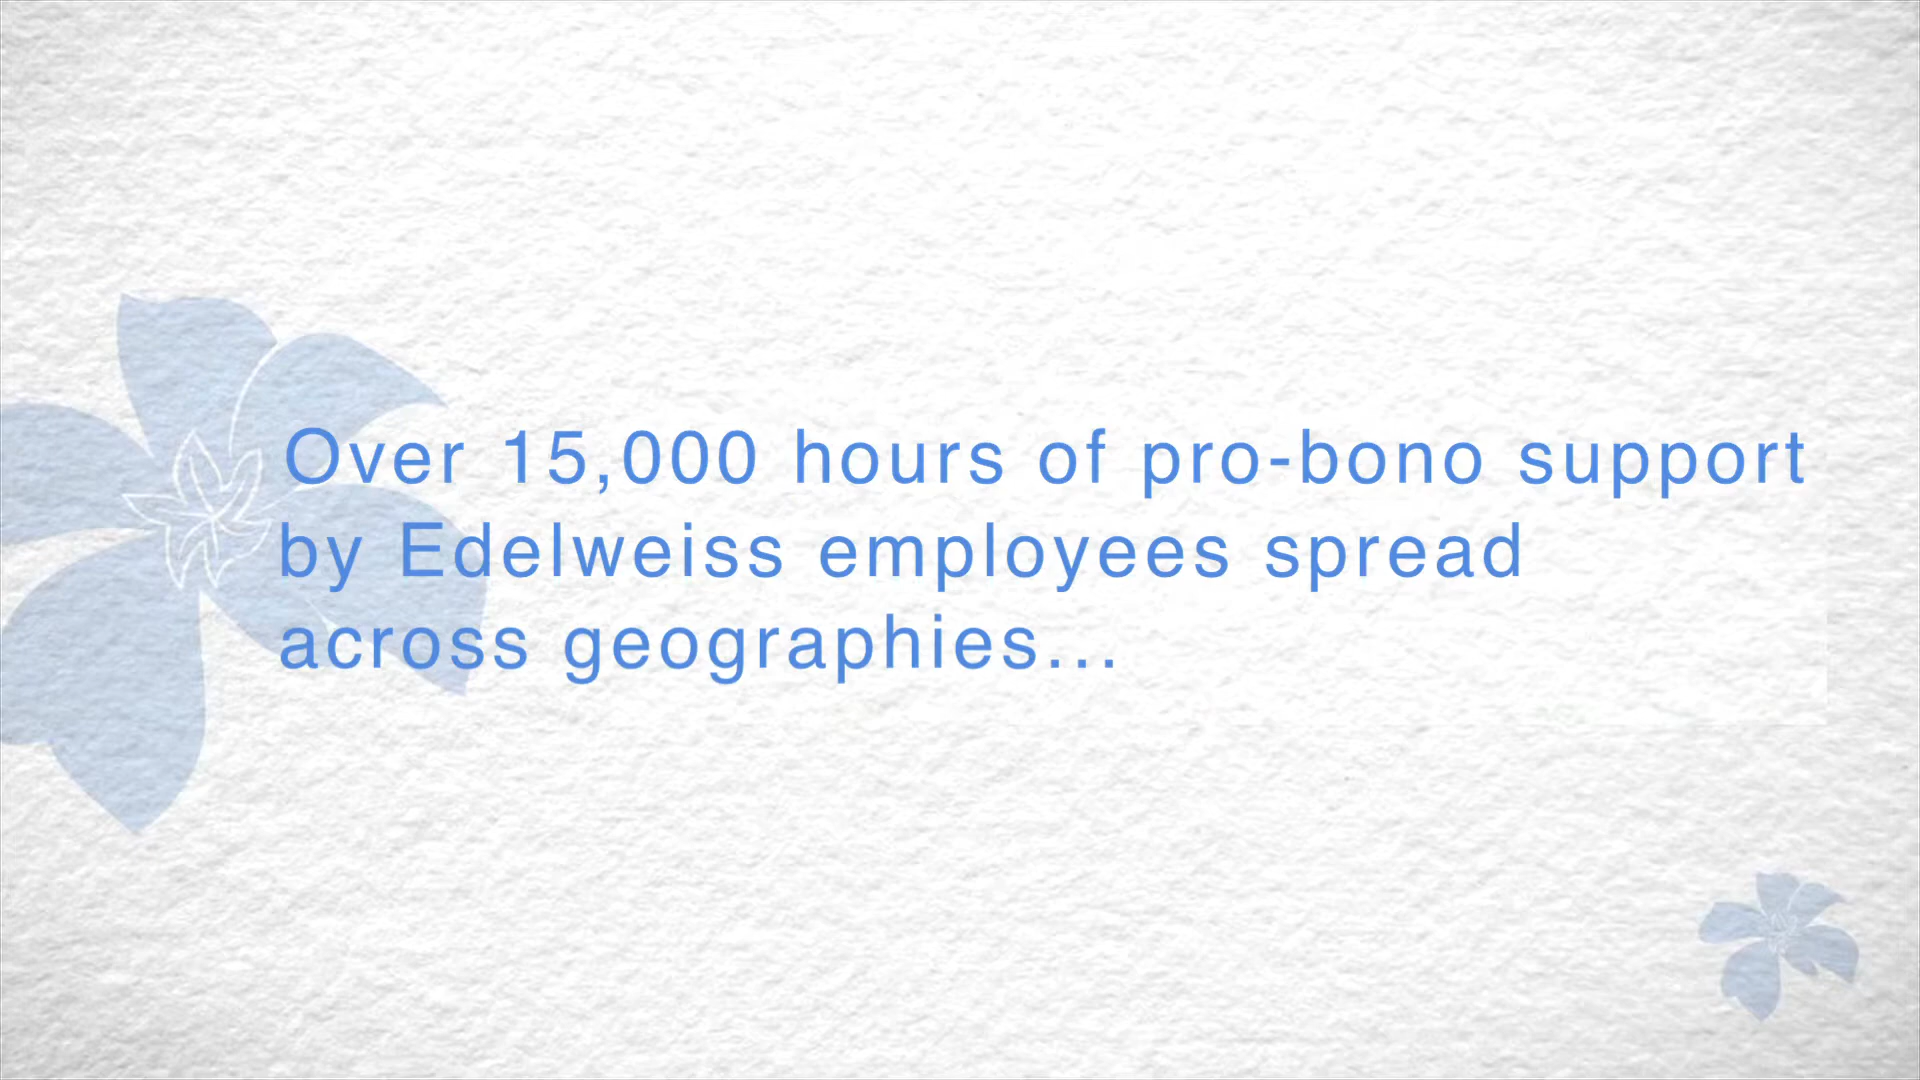 Over 15,000 hours of pro-bono support
by Edelweiss employees spread
across geographies...